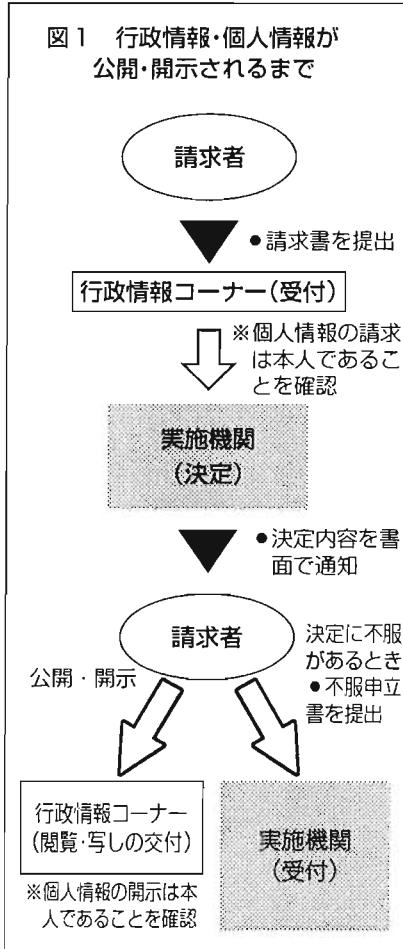 図1 行政情報・個人情報が
公開・開示されるまで
請求者
●請求書を提出
行政情報コーナー(受付)
※個人情報の請求
は本人であるこ
とを確認
実施機関
(決定)
●決定内容を書
面で通知
請求者
決定に不服
があるとき
●不服申立
書を提出
公開・開示
行政情報コーナー
(閲覧・写しの交付)
※個人情報の開示は本
人であることを確認
実施機関
(受付)